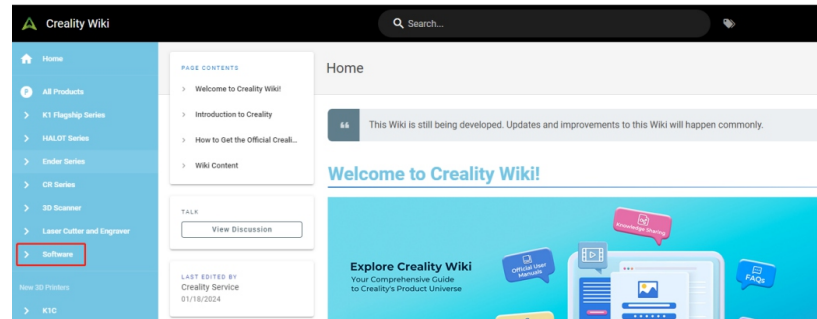 Creality Wiki
Search...
Home
All Products
K1 Flagship Series
HALOT Series
Ender Series
CR Series
3D Scanner
Laser Cutter and Engraver
Software
New 3D Printers
K1C
PAGE CONTENTS
Welcome to Creality Wiki!
Introduction to Creality
How to Get the Official Creali...
Wiki Content
TALK
View Discussion
LAST EDITED BY
Creality Service
01/18/2024
Home
This Wiki is still being developed. Updates and improvements to this Wiki will happen commonly.
Welcome to Creality Wiki!
Explore Creality Wiki
Your Comprehensive Guide
to Creality's Product Universe
Knowledge Sharing
Official User
Manuals
FAQs